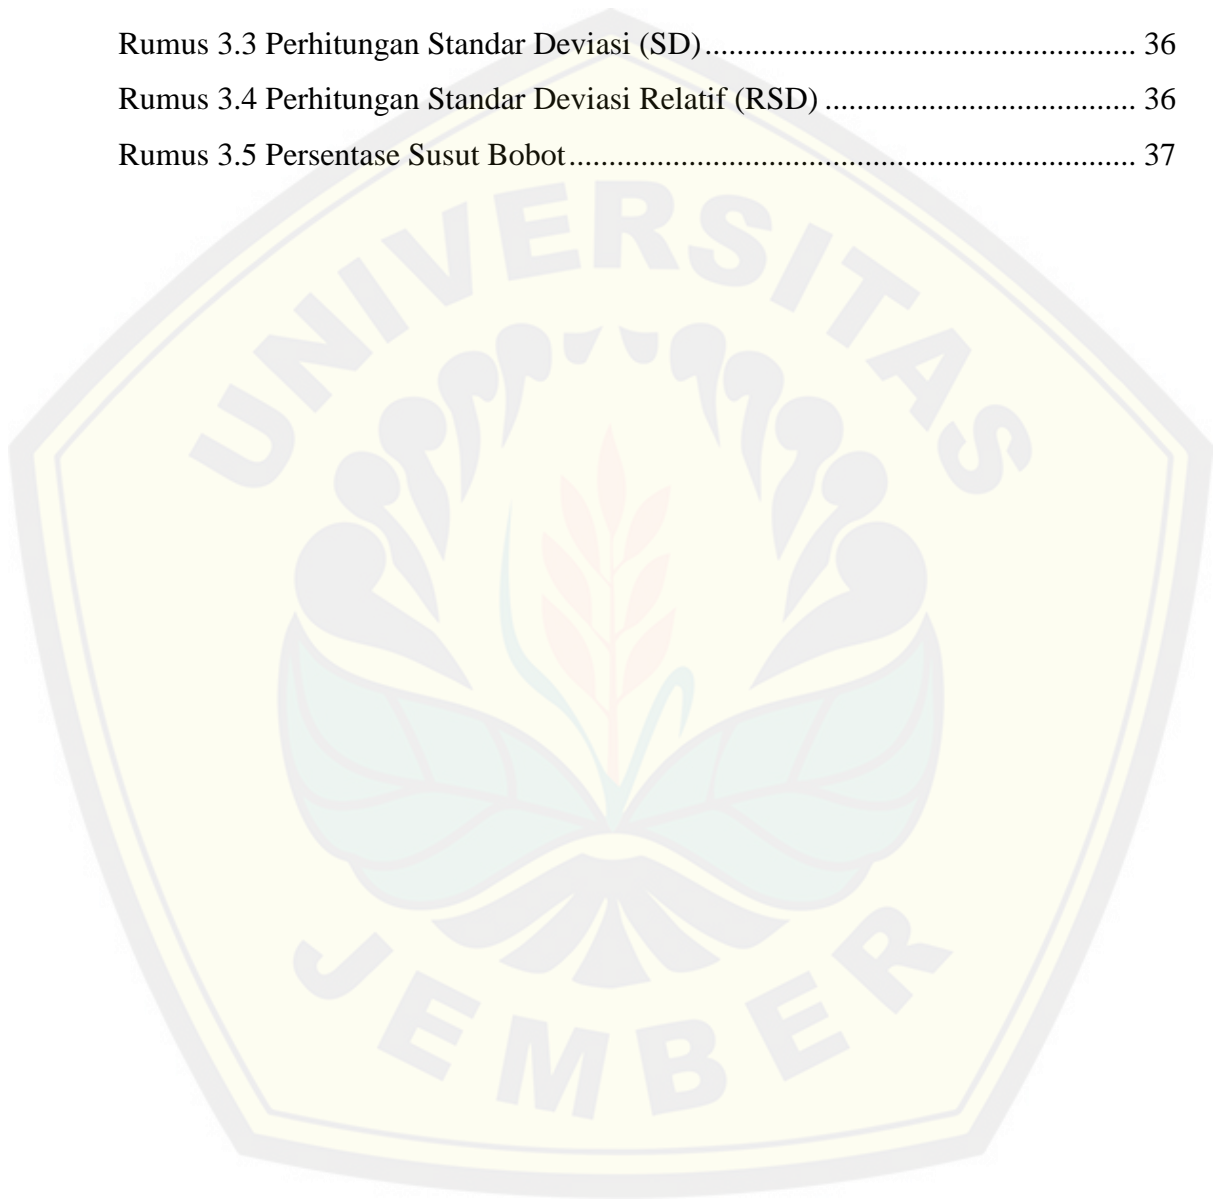 Rumus 3.3 Perhitungan Standar Deviasi (SD)...................................................... 36
Rumus 3.4 Perhitungan Standar Deviasi Relatif (RSD) ....................................... 36
Rumus 3.5 Persentase Susut Bobot....................................................................... 37
UNIVERSITAS
JEMBER